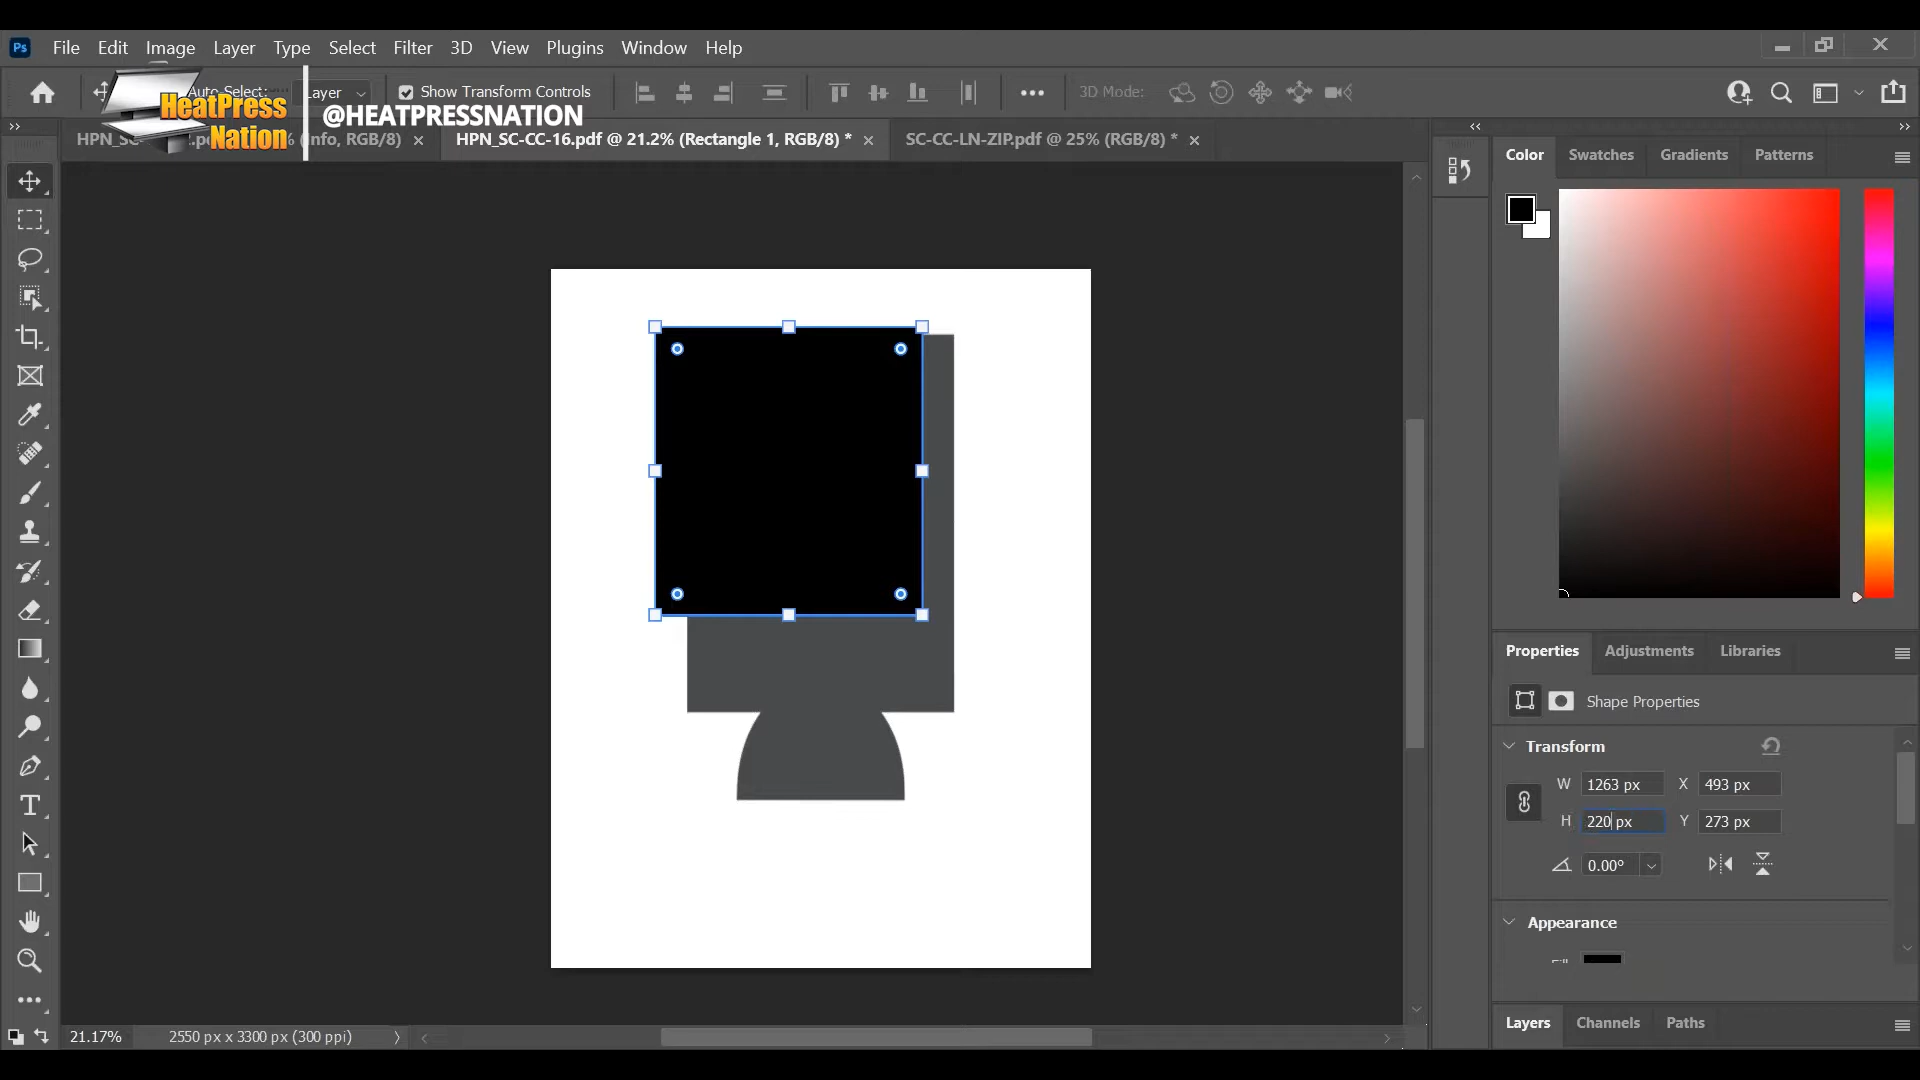 Ps File Edit Image Layer Type Select Filter 3D View Plugins Window Help
Auto-Select: Layer Show Transform Controls 3D Mode:
HeatPress
Nation
@HEATPRESSNATION
HPN_SC- Info, RGB/8)
HPN_SC-CC-16.pdf @ 21.2% (Rectangle 1, RGB/8) *
SC-CC-LN-ZIP.pdf @ 25% (RGB/8) *
Color Swatches Gradients Patterns
Properties Adjustments Libraries
Shape Properties
Transform
W 1263 px X 493 px
H 220 px Y 273 px
0.00°
Appearance
Layers Channels Paths
21.17% 2550 px x 3300 px (300 ppi)